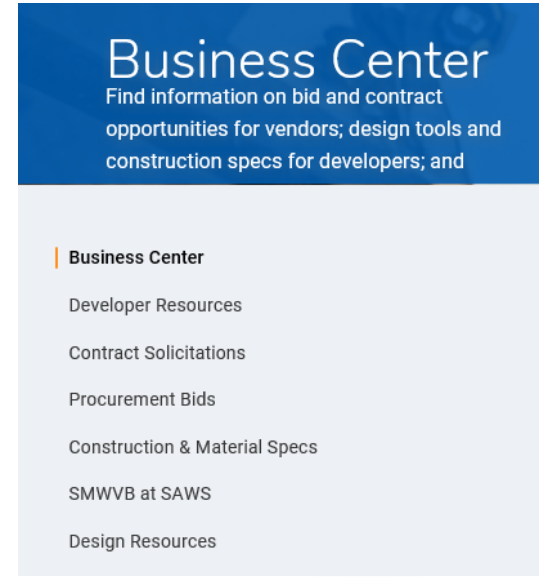 Business Center
Find information on bid and contract
opportunities for vendors; design tools and
construction specs for developers; and
Business Center
Developer Resources
Contract Solicitations
Procurement Bids
Construction & Material Specs
SMWVB at SAWS
Design Resources